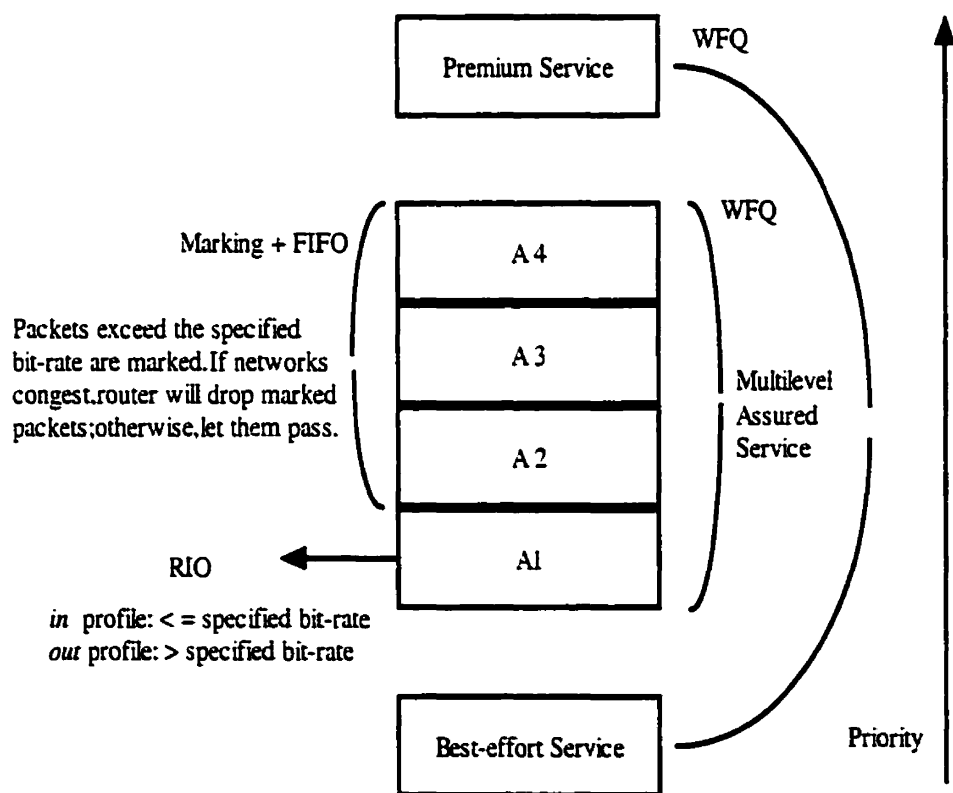 WFQ
Premium Service
WFQ
Marking + FIFO
A 4
Packets exceed the specified
bit-rate are marked.If networks
congest,router will drop marked
packets;otherwise,let them pass.
A 3
Multilevel
Assured
Service
A 2
A1
RIO
in profile: < = specified bit-rate
out profile: > specified bit-rate
Best-effort Service
Priority